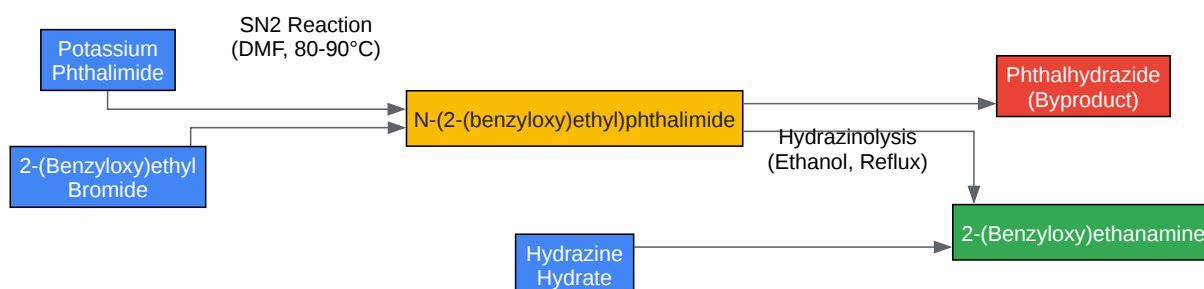 SN2 Reaction
(DMF, 80-90°C)
Potassium
Phthalimide
2-(Benzyloxy)ethyl
Bromide
N-(2-(benzyloxy)ethyl)phthalimide
Phthalhydrazide
(Byproduct)
Hydrazinolysis
(Ethanol, Reflux)
2-(Benzyloxy)ethanamine
Hydrazine
Hydrate